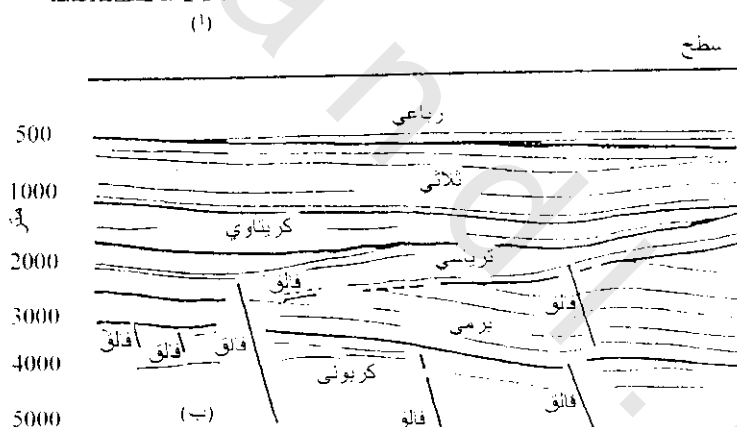 (أ)
سطح
رباعي
500
ثلاثي
1000
متر
كريتاوي
ترياسي
2000
فالق
فالق
3000
برمي
فالق فالق فالق
كربوني
4000
فالق
5000
(ب)
فالق